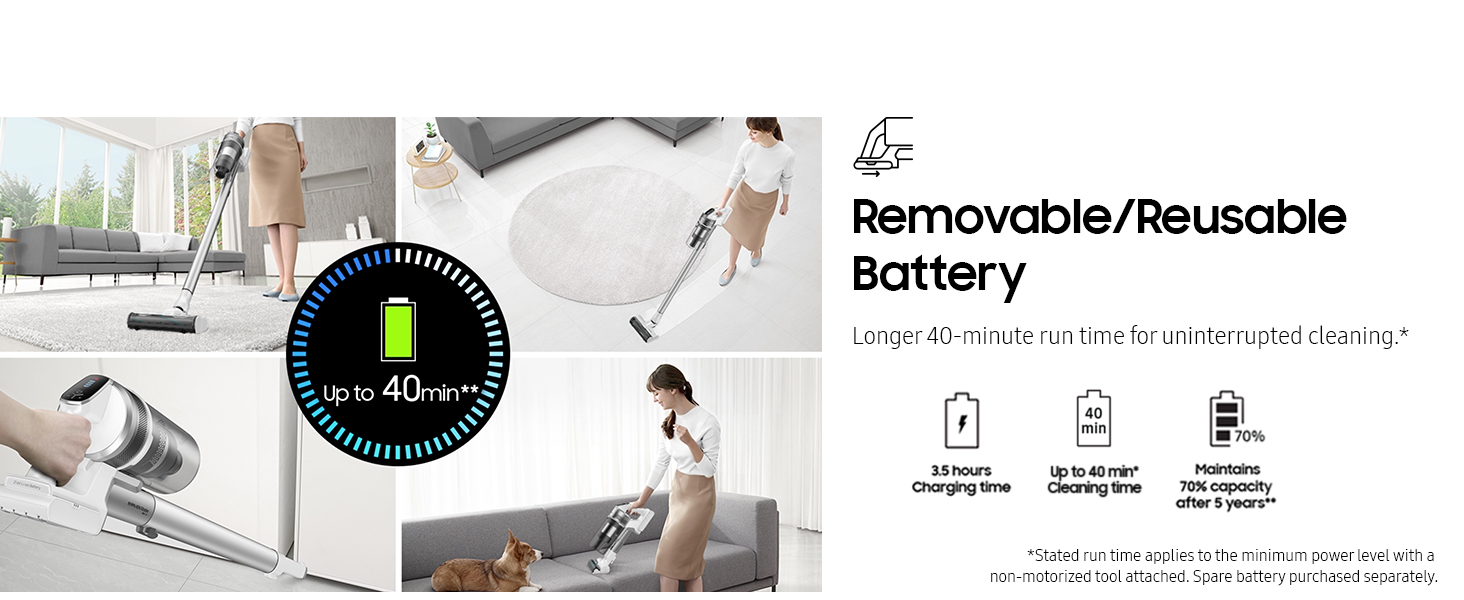 Removable/Reusable
Battery
Longer 40-minute run time for uninterrupted cleaning.*
Up to 40min**
40
min
70%
3.5 hours
Charging time
Up to 40 min*
Cleaning time
Maintains
70% capacity
after 5 years**
*Stated run time applies to the minimum power level with a
non-motorized tool attached. Spare battery purchased separately.